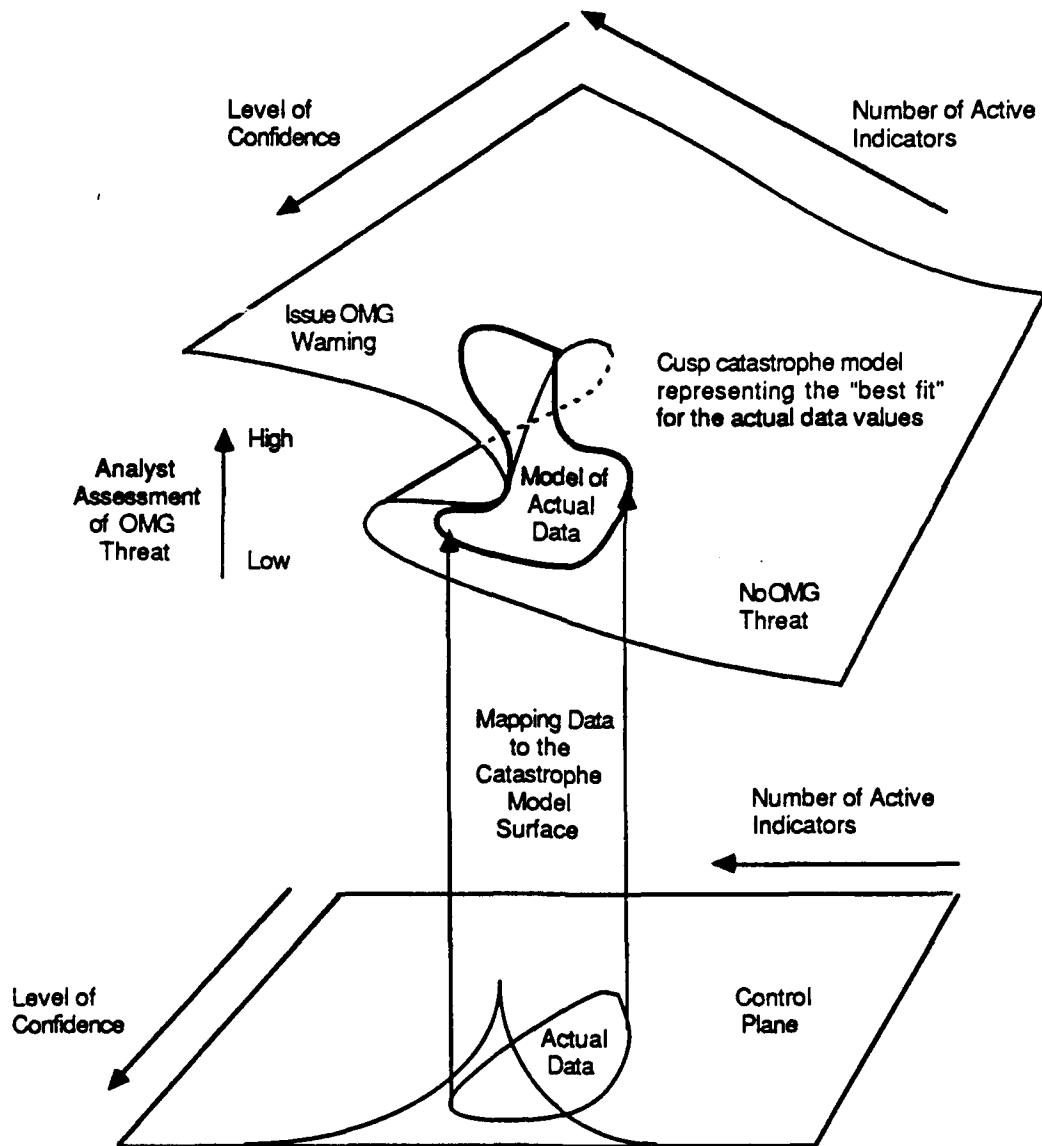 Level of
Confidence
Number of Active
Indicators
Issue OMG
Warning
Cusp catastrophe model
representing the "best fit"
for the actual data values
High
Analyst
Assessment
of OMG
Threat
Low
Model of
Actual
Data
No OMG
Threat
Mapping Data
to the
Catastrophe
Model
Surface
Number of Active
Indicators
Level of
Confidence
Actual
Data
Control
Plane